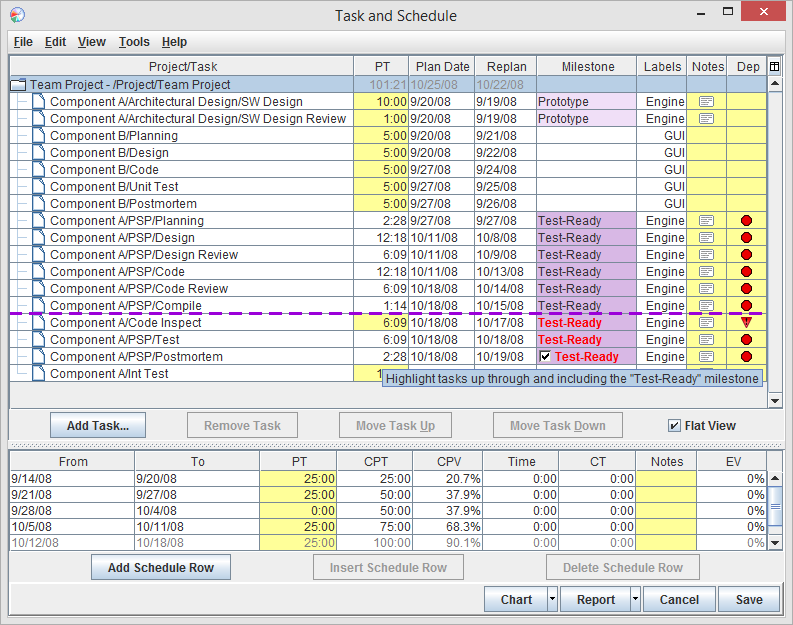 Task and Schedule
File Edit View Tools Help
Project/Task PT Plan Date Replan Milestone Labels Notes Dep
Team Project - /Project/Team Project 101:21 10/25/08 10/22/08
Component A/Architectural Design/SW Design 10:00 9/20/08 9/19/08 Prototype Engine
Component A/Architectural Design/SW Design Review 1:00 9/20/08 9/19/08 Prototype Engine
Component B/Planning 5:00 9/20/08 9/21/08 GUI
Component B/Design 5:00 9/20/08 9/22/08 GUI
Component B/Code 5:00 9/27/08 9/24/08 GUI
Component B/Unit Test 5:00 9/27/08 9/25/08 GUI
Component B/Postmortem 5:00 9/27/08 9/26/08 GUI
Component A/PSP/Planning 2:28 9/27/08 9/27/08 Test-Ready Engine
Component A/PSP/Design 12:18 10/11/08 10/8/08 Test-Ready Engine
Component A/PSP/Design Review 6:09 10/11/08 10/9/08 Test-Ready Engine
Component A/PSP/Code 12:18 10/11/08 10/13/08 Test-Ready Engine
Component A/PSP/Code Review 6:09 10/18/08 10/14/08 Test-Ready Engine
Component A/PSP/Compile 1:14 10/18/08 10/15/08 Test-Ready Engine
Component A/Code Inspect 6:09 10/18/08 10/17/08 Test-Ready Engine
Component A/PSP/Test 6:09 10/18/08 10/18/08 Test-Ready Engine
Component A/PSP/Postmortem 2:28 10/18/08 10/19/08 Test-Ready Engine
Component A/Int Test
Highlight tasks up through and including the "Test-Ready" milestone
Add Task... Remove Task Move Task Up Move Task Down Flat View
From To PT CPT CPV Time CT Notes EV
9/14/08 9/20/08 25:00 25:00 20.7% 0:00 0:00 0%
9/21/08 9/27/08 25:00 50:00 37.9% 0:00 0:00 0%
9/28/08 10/4/08 0:00 50:00 37.9% 0:00 0:00 0%
10/5/08 10/11/08 25:00 75:00 68.3% 0:00 0:00 0%
10/12/08 10/18/08 25:00 100:00 90.1% 0:00 0:00 0%
Add Schedule Row Insert Schedule Row Delete Schedule Row
Chart Report Cancel Save